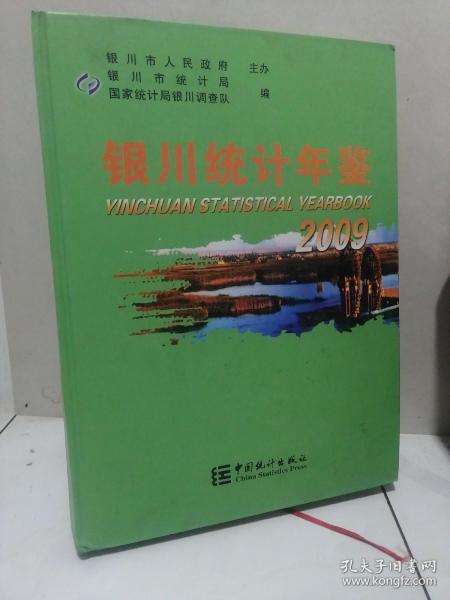 银川市人民政府 主办
银川市统计局
国家统计局银川调查队 编
银川统计年鉴
YINCHUAN STATISTICAL YEARBOOK
2009
中国统计出版社
China Statistics Press
孔夫子旧书网
www.kongfz.com